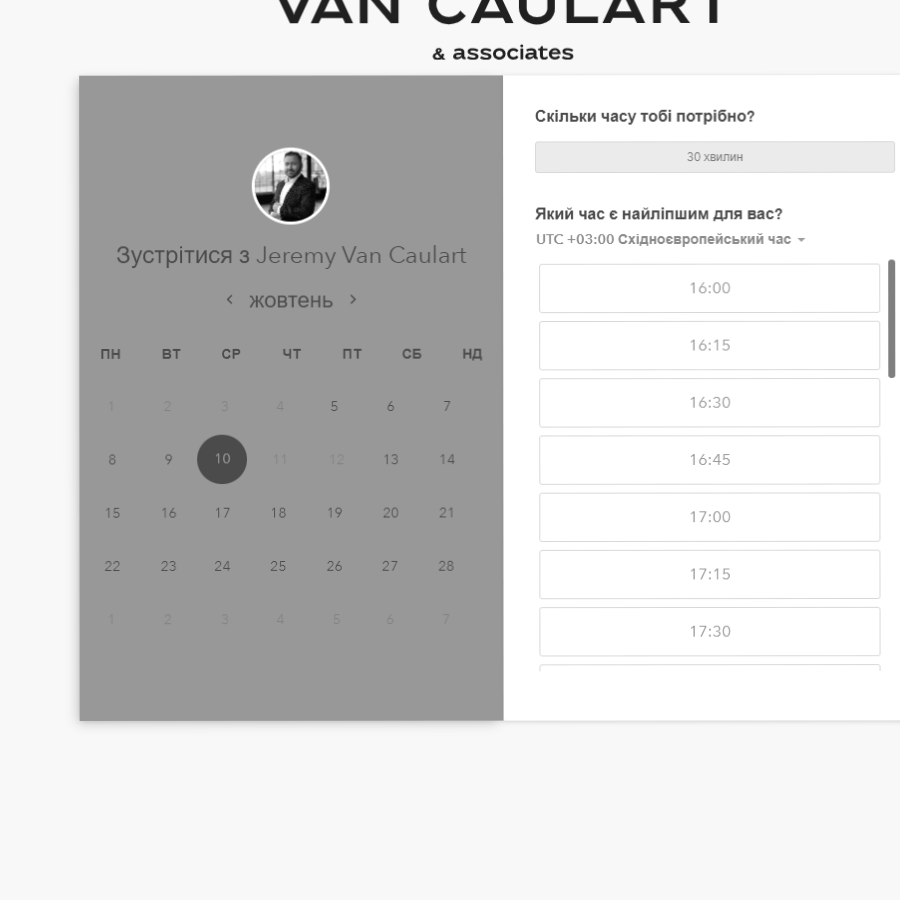 VAN CAULART
& associates
Зустрітися з Jeremy Van Caulart
жовтень
ПН ВТ СР ЧТ ПТ СБ НД
1 2 3 4 5 6 7
8 9 10 11 12 13 14
15 16 17 18 19 20 21
22 23 24 25 26 27 28
1 2 3 4 5 6 7
Скільки часу тобі потрібно?
30 хвилин
Який час є найліпшим для вас?
UTC +03:00 Східноєвропейський час
16:00
16:15
16:30
16:45
17:00
17:15
17:30